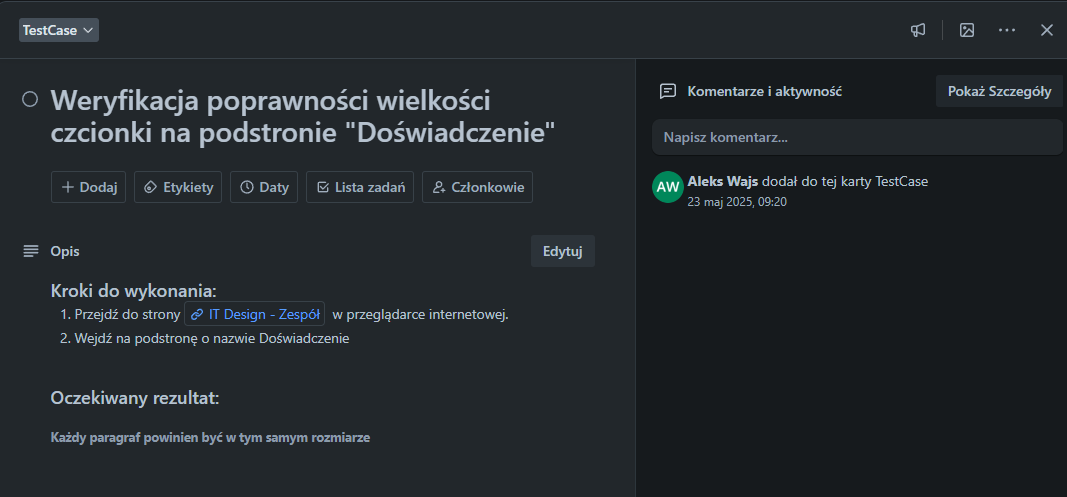 TestCase
Weryfikacja poprawności wielkości
czcionki na podstronie "Doświadczenie"
Dodaj
Etykiety
Daty
Lista zadań
Członkowie
Opis
Edytuj
Kroki do wykonania:
1. Przejdź do strony IT Design - Zespół w przeglądarce internetowej.
2. Wejdź na podstronę o nazwie Doświadczenie
Oczekiwany rezultat:
Każdy paragraf powinien być w tym samym rozmiarze
Komentarze i aktywność
Pokaż Szczegóły
Napisz komentarz...
AW
Aleks Wajs dodał do tej karty TestCase
23 maj 2025, 09:20